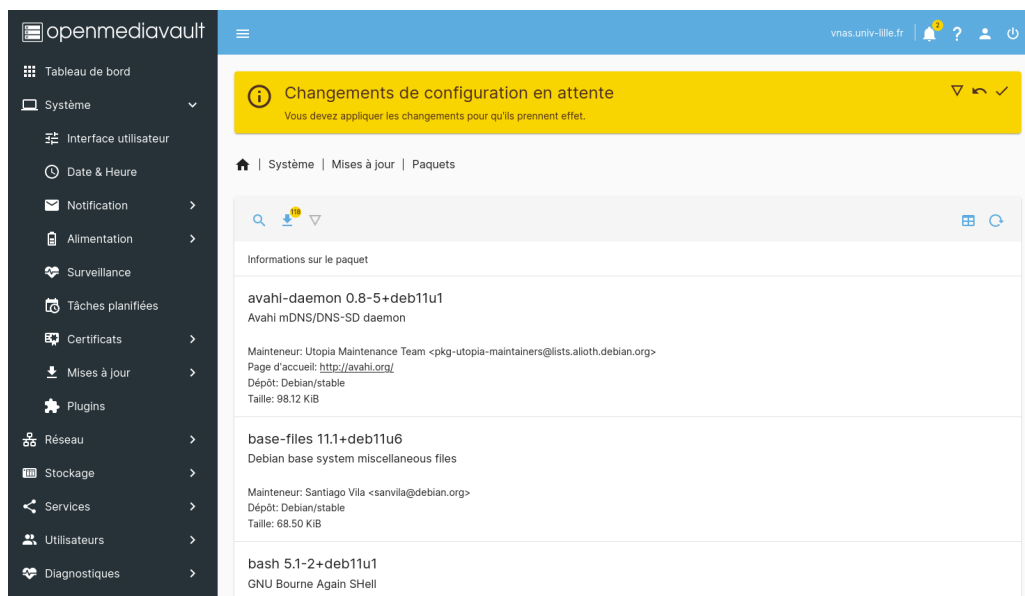 openmediavault
vnas.univ-lille.fr
2
Tableau de bord
Système
Interface utilisateur
Date & Heure
Notification
Alimentation
Surveillance
Tâches planifiées
Certificats
Mises à jour
Plugins
Réseau
Stockage
Services
Utilisateurs
Diagnostiques
Changements de configuration en attente
Vous devez appliquer les changements pour qu'ils prennent effet.
| Système | Mises à jour | Paquets
118
Informations sur le paquet
avahi-daemon 0.8-5+deb11u1
Avahi mDNS/DNS-SD daemon
Mainteneur: Utopia Maintenance Team <pkg-utopia-maintainers@lists.alioth.debian.org>
Page d'accueil: http://avahi.org/
Dépôt: Debian/stable
Taille: 98.12 KiB
base-files 11.1+deb11u6
Debian base system miscellaneous files
Mainteneur: Santiago Vila <sanvila@debian.org>
Dépôt: Debian/stable
Taille: 68.50 KiB
bash 5.1-2+deb11u1
GNU Bourne Again SHell